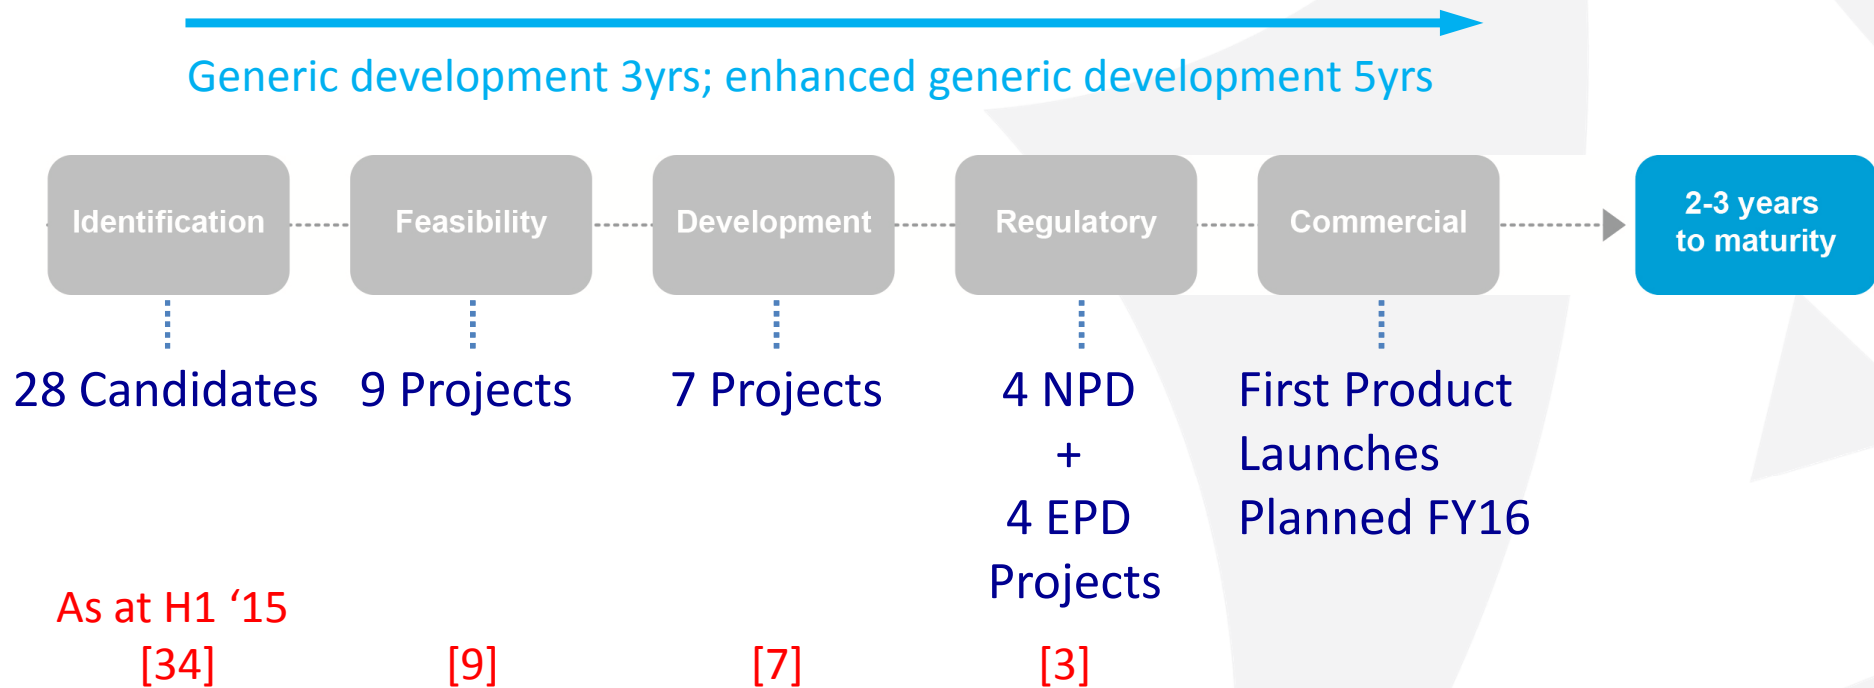 Generic development 3yrs; enhanced generic development 5yrs
Identification
Feasibility
Development
Regulatory
Commercial
2-3 years
to maturity
28 Candidates
9 Projects
7 Projects
4 NPD
+
4 EPD
Projects
First Product
Launches
Planned FY16
As at H1 ‘15
[34]
[9]
[7]
[3]